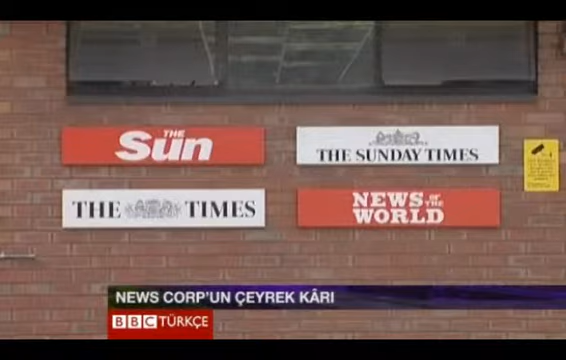 THE
Sun
THE SUNDAY TIMES
THE TIMES
NEWS OF THE
WORLD
NEWS CORP'UN ÇEYREK KÂRI
BBC TÜRKÇE